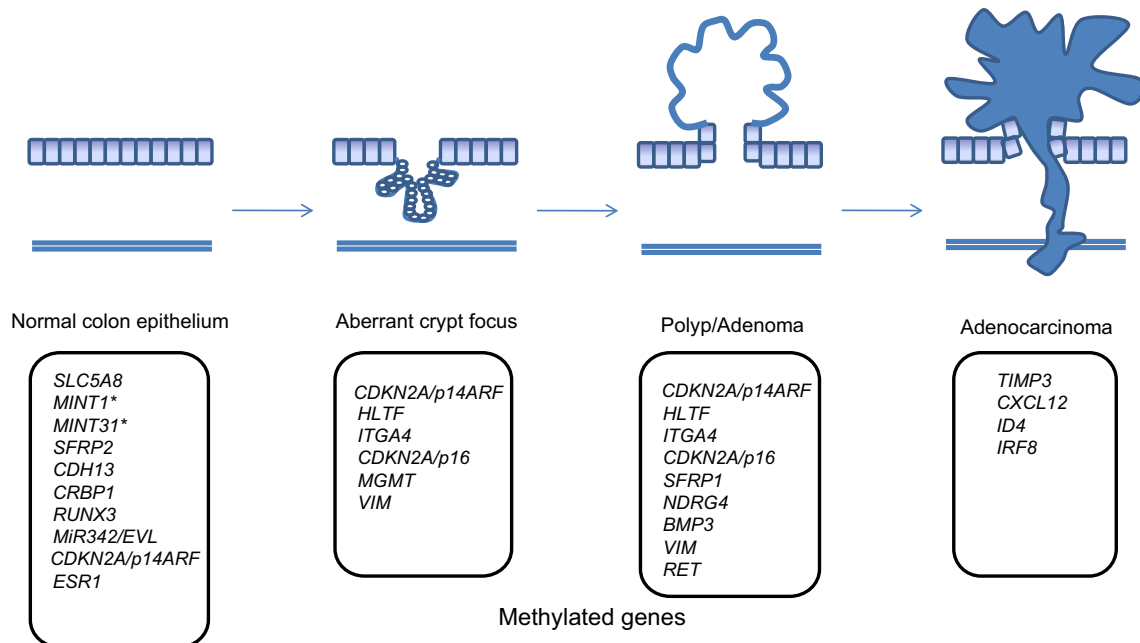 Normal colon epithelium
SLC5A8
MINT1*
MINT31*
SFRP2
CDH13
CRBP1
RUNX3
MiR342/EVL
CDKN2A/p14ARF
ESR1
Aberrant crypt focus
CDKN2A/p14ARF
HLTF
ITGA4
CDKN2A/p16
MGMT
VIM
Polyp/Adenoma
CDKN2A/p14ARF
HLTF
ITGA4
CDKN2A/p16
SFRP1
NDRG4
BMP3
VIM
RET
Adenocarcinoma
TIMP3
CXCL12
ID4
IRF8
Methylated genes